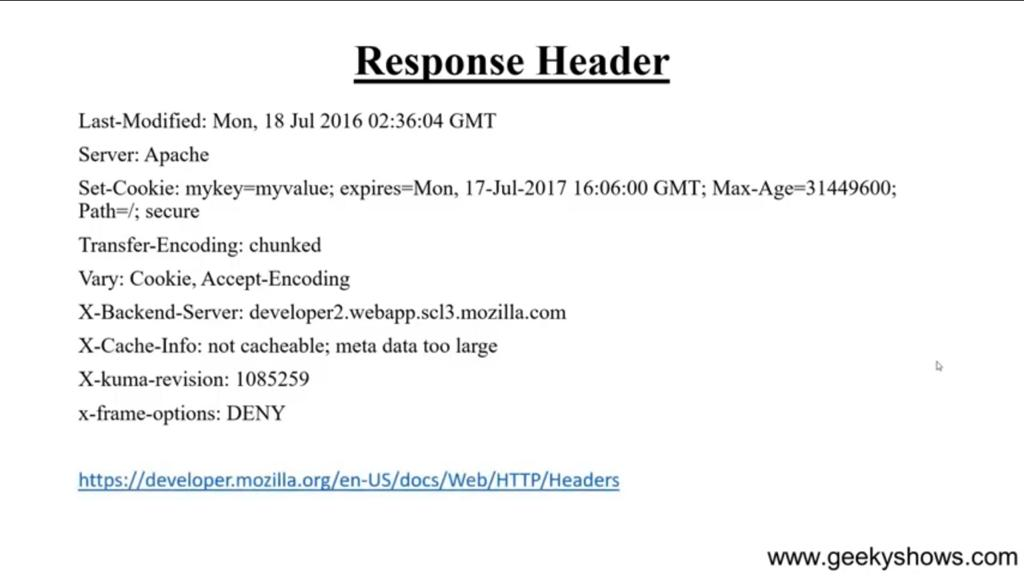 Response Header
Last-Modified: Mon, 18 Jul 2016 02:36:04 GMT
Server: Apache
Set-Cookie: mykey=myvalue; expires=Mon, 17-Jul-2017 16:06:00 GMT; Max-Age=31449600;
Path=/; secure
Transfer-Encoding: chunked
Vary: Cookie, Accept-Encoding
X-Backend-Server: developer2.webapp.scl3.mozilla.com
X-Cache-Info: not cacheable; meta data too large
X-kuma-revision: 1085259
x-frame-options: DENY
https://developer.mozilla.org/en-US/docs/Web/HTTP/Headers
www.geekyshows.com